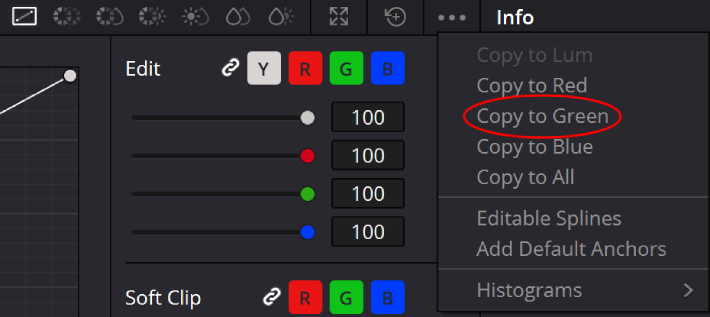 Info
Edit Y R G B
100
100
100
100
Soft Clip R G B
Copy to Lum
Copy to Red
Copy to Green
Copy to Blue
Copy to All
Editable Splines
Add Default Anchors
Histograms